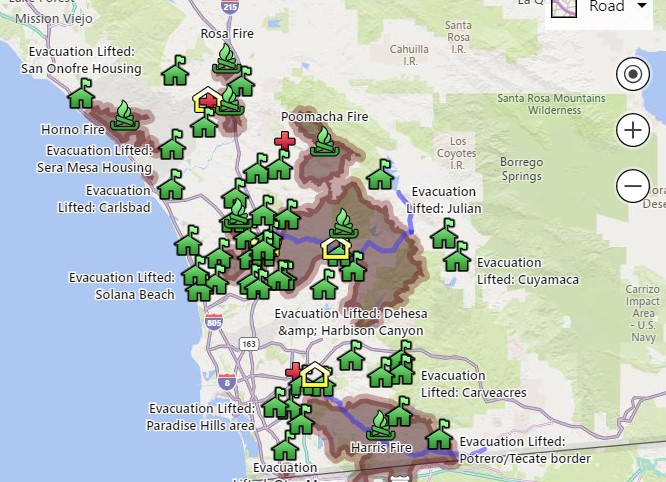 Mission Viejo
215
Road
Rosa Fire
Evacuation Lifted:
San Onofre Housing
Santa
Rosa
I.R.
Cahuilla
I.R.
Santa Rosa Mountains
Wilderness
Horno Fire
Poomacha Fire
Evacuation Lifted:
Sera Mesa Housing
Los
Coyotes
I.R.
Borrego
Springs
Evacuation
Lifted: Carlsbad
Evacuation
Lifted: Julian
Evacuation
Lifted: Cuyamaca
Evacuation Lifted:
Solana Beach
Carrizo
Impact
Area
- U.S.
Navy
Evacuation Lifted: Dehesa
&amp; Harbison Canyon
805
163
8
Evacuation
Lifted: Carveacres
Evacuation Lifted:
Paradise Hills area
Harris Fire
Evacuation Lifted:
Potrero/Tecate border
Evacuation